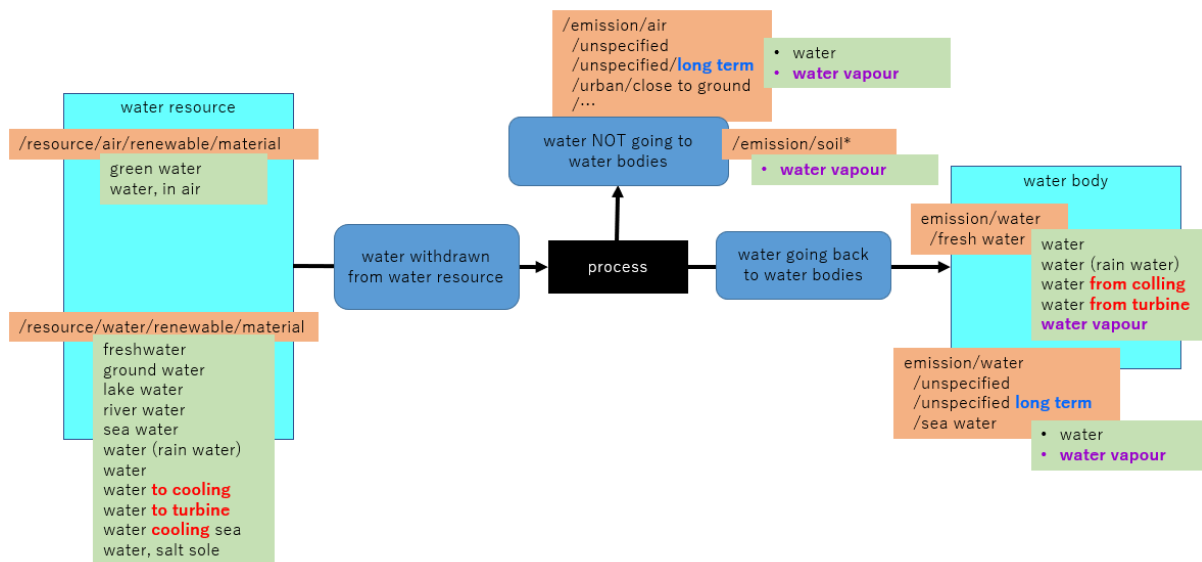 water resource
/resource/air/renewable/material
green water
water, in air
/resource/water/renewable/material
freshwater
ground water
lake water
river water
sea water
water (rain water)
water
water to cooling
water to turbine
water cooling sea
water, salt sole
water withdrawn
from water resource
process
/emission/air
/unspecified
/unspecified/long term
/urban/close to ground
/…
• water
• water vapour
water NOT going to
water bodies
/emission/soil*
• water vapour
water going back
to water bodies
water body
emission/water
/fresh water
water
water (rain water)
water from colling
water from turbine
water vapour
emission/water
/unspecified
/unspecified long term
/sea water
• water
• water vapour